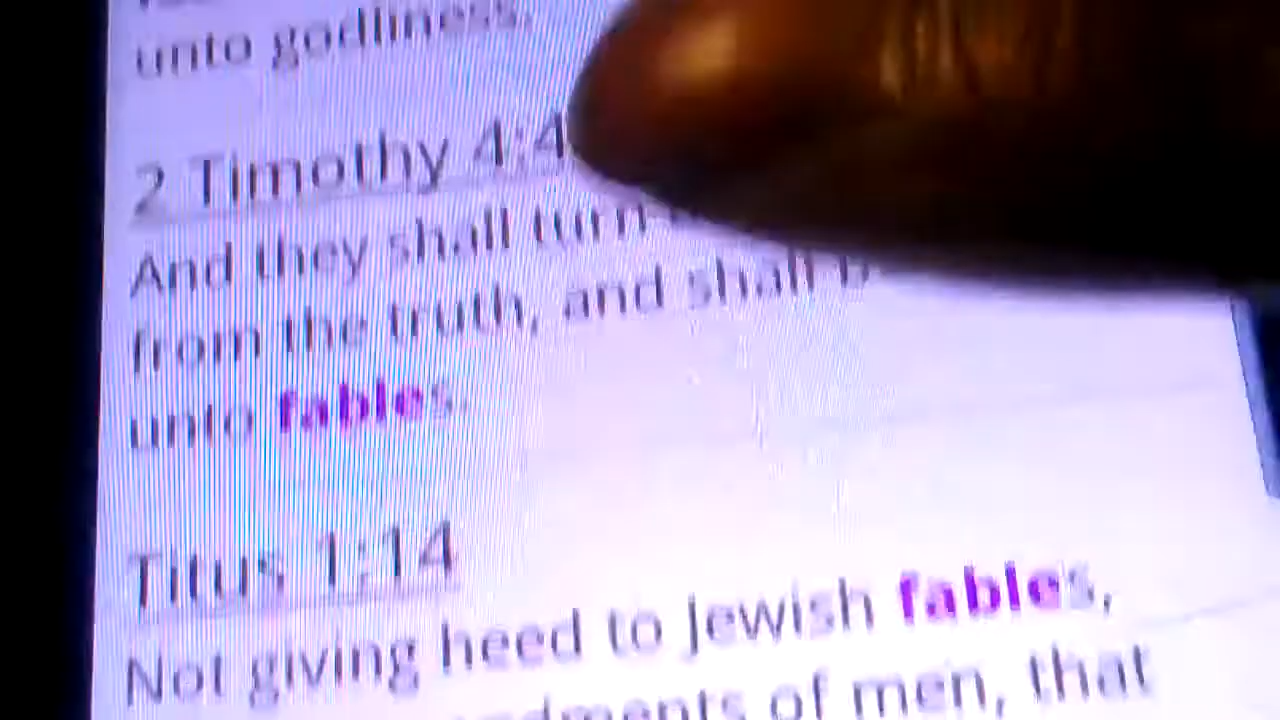 unto godliness.
2 Timothy 4:4
And they shall turn
from the truth, and shall
unto fables.
Titus 1:14
Not giving heed to Jewish fables,
of men, that